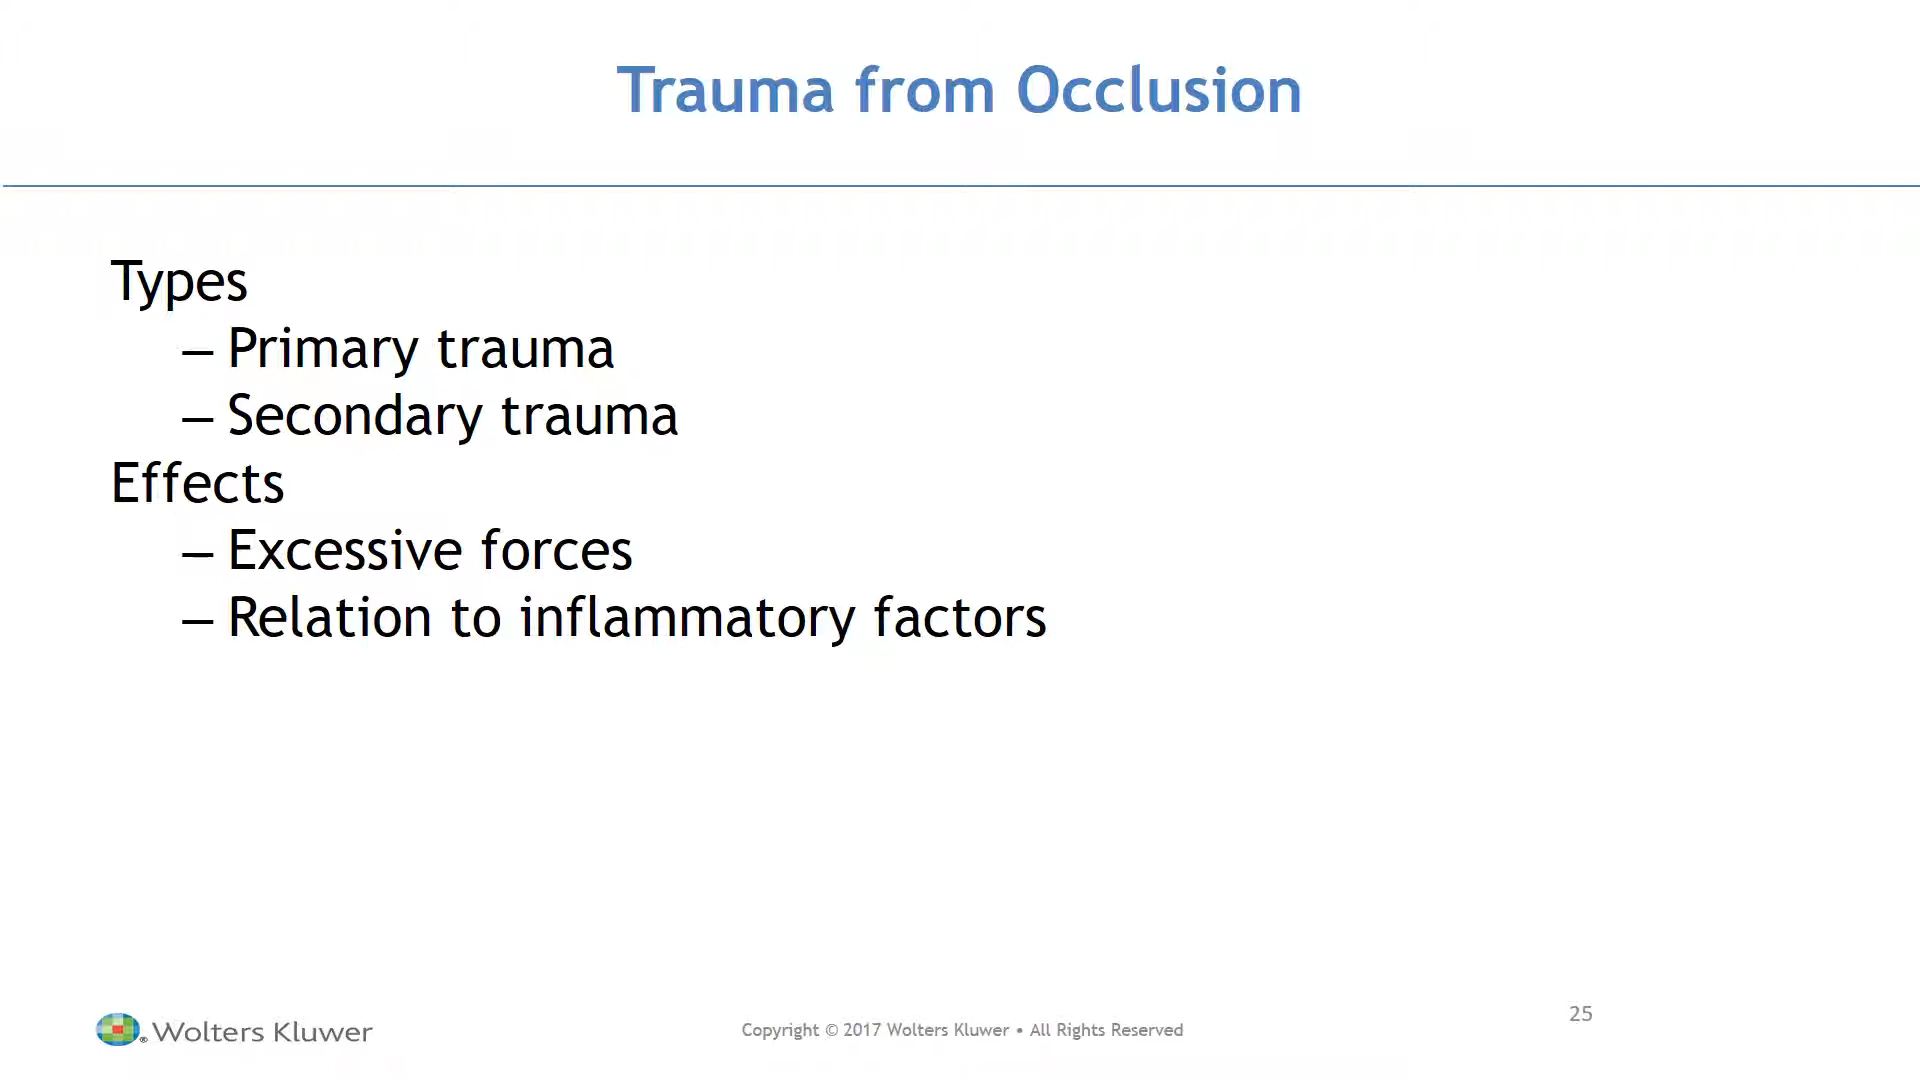 Trauma from Occlusion
Types
– Primary trauma
– Secondary trauma
Effects
– Excessive forces
– Relation to inflammatory factors
® Wolters Kluwer
Copyright © 2017 Wolters Kluwer • All Rights Reserved
25